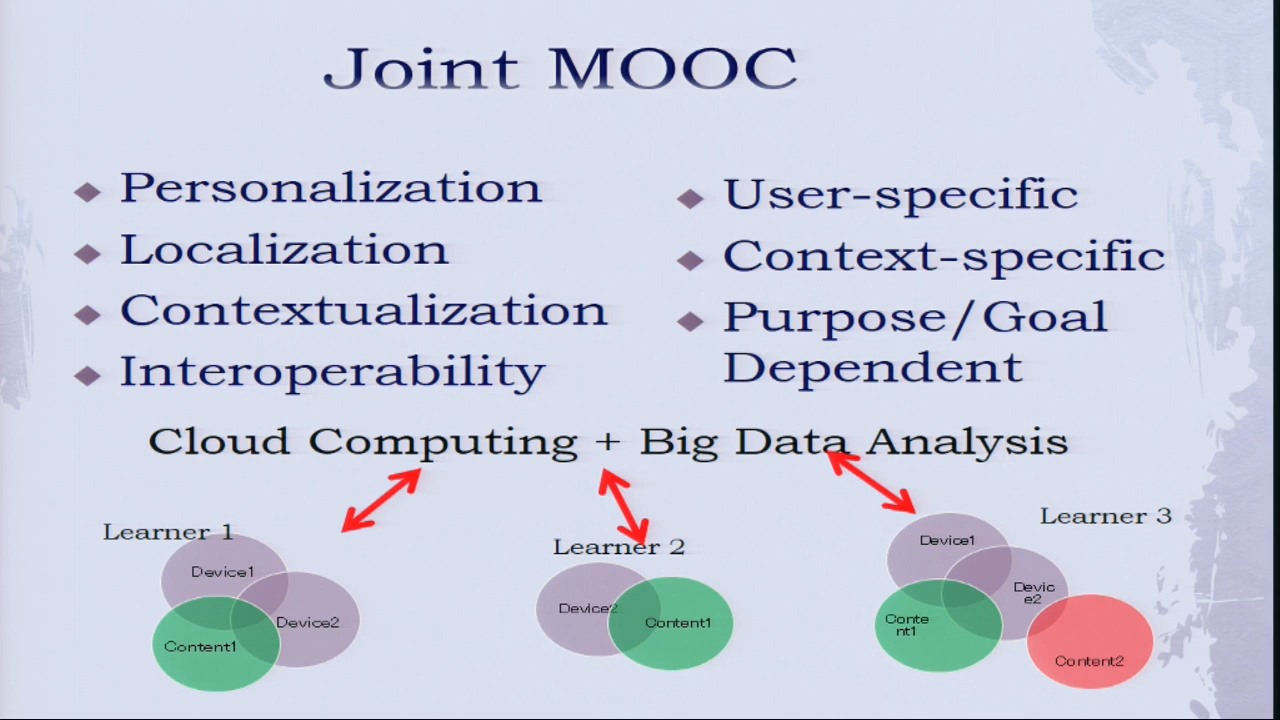 Joint MOOC
Personalization
Localization
Contextualization
Interoperability
User-specific
Context-specific
Purpose/Goal
Dependent
Cloud Computing + Big Data Analysis
Learner 1
Device1
Device2
Content1
Learner 2
Device2
Content1
Learner 3
Device1
Devic
e2
Conte
nt1
Content2